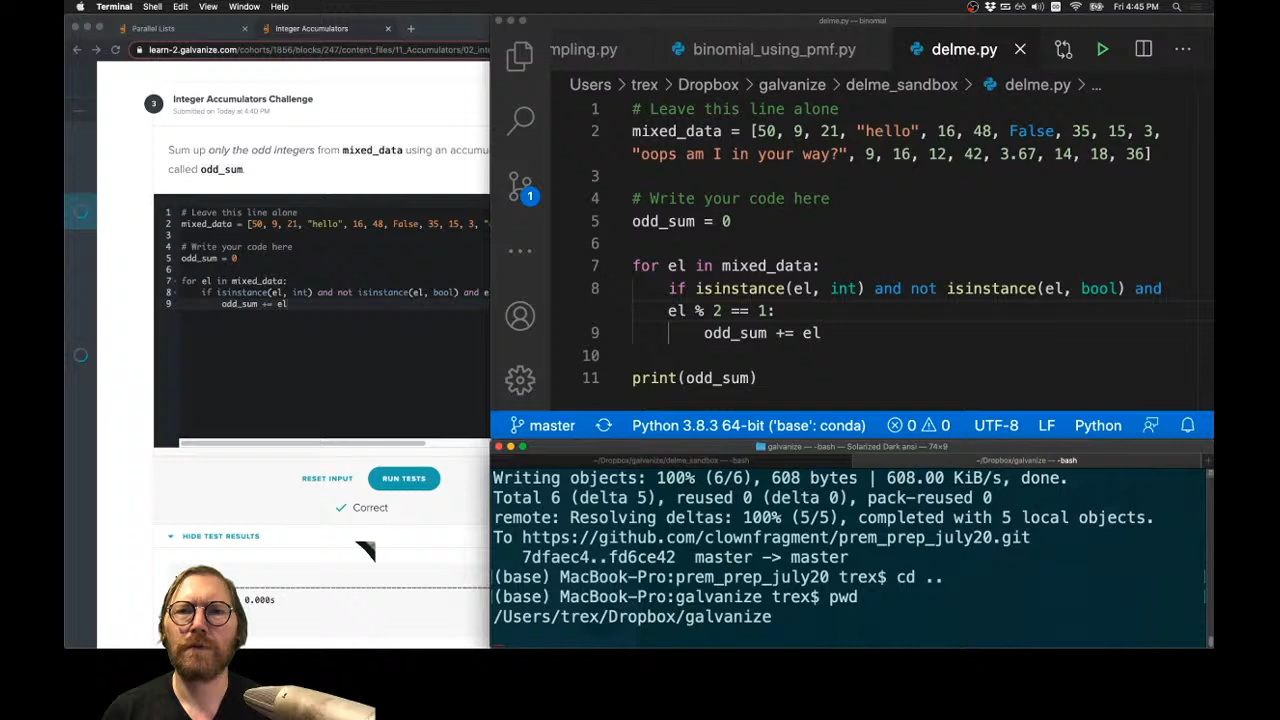 Terminal Shell Edit View Window Help
Fri 4:45 PM
Parallel Lists
Integer Accumulators
learn-2.galvanize.com/cohorts/1856/blocks/247/content_files/11_Accumulators/02_int
3
Integer Accumulators Challenge
Submitted on Today at 4:40 PM
Sum up only the odd integers from mixed_data using an accumu
called odd_sum.
1 # Leave this line alone
2 mixed_data = [50, 9, 21, "hello", 16, 48, False, 35, 15, 3, "
3
4 # Write your code here
5 odd_sum = 0
6
7 for el in mixed_data:
8 if isinstance(el, int) and not isinstance(el, bool) and e
9 odd_sum += el
RESET INPUT
RUN TESTS
Correct
HIDE TEST RESULTS
0.000s
delme.py — binomial
mpling.py
binomial_using_pmf.py
delme.py
Users › trex › Dropbox › galvanize › delme_sandbox › delme.py › ...
1 # Leave this line alone
2 mixed_data = [50, 9, 21, "hello", 16, 48, False, 35, 15, 3,
"oops am I in your way?", 9, 16, 12, 42, 3.67, 14, 18, 36]
3
4 # Write your code here
5 odd_sum = 0
6
7 for el in mixed_data:
8 if isinstance(el, int) and not isinstance(el, bool) and
el % 2 == 1:
9 odd_sum += el
10
11 print(odd_sum)
1
master
Python 3.8.3 64-bit ('base': conda)
0
0
UTF-8
LF
Python
galvanize — -bash — Solarized Dark ansi — 74×9
~/Dropbox/galvanize/delme_sandbox — -bash
~/Dropbox/galvanize — -bash
Writing objects: 100% (6/6), 608 bytes | 608.00 KiB/s, done.
Total 6 (delta 5), reused 0 (delta 0), pack-reused 0
remote: Resolving deltas: 100% (5/5), completed with 5 local objects.
To https://github.com/clownfragment/prem_prep_july20.git
7dfaec4..fd6ce42 master -> master
(base) MacBook-Pro:prem_prep_july20 trex$ cd ..
(base) MacBook-Pro:galvanize trex$ pwd
/Users/trex/Dropbox/galvanize